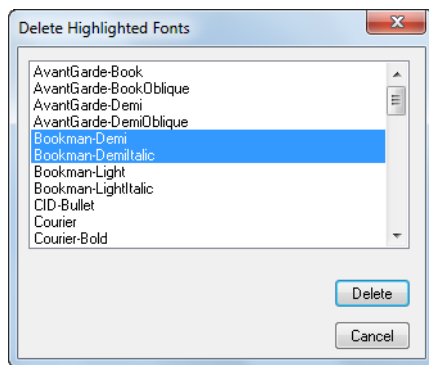 Delete Highlighted Fonts
AvantGarde-Book
AvantGarde-BookOblique
AvantGarde-Demi
AvantGarde-DemiOblique
Bookman-Demi
Bookman-DemiItalic
Bookman-Light
Bookman-LightItalic
CID-Bullet
Courier
Courier-Bold
Delete
Cancel